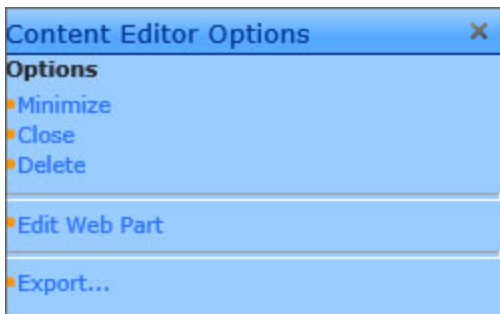 Content Editor Options
Options
Minimize
Close
Delete
Edit Web Part
Export...